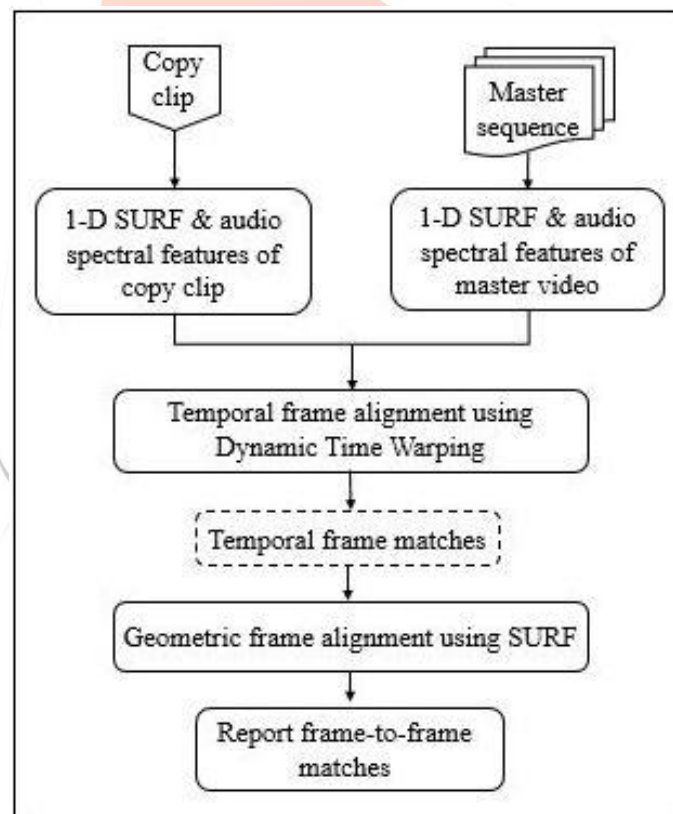 Copy
clip
Master
sequence
1-D SURF & audio
spectral features of
copy clip
1-D SURF & audio
spectral features of
master video
Temporal frame alignment using
Dynamic Time Warping
Temporal frame matches
Geometric frame alignment using SURF
Report frame-to-frame
matches